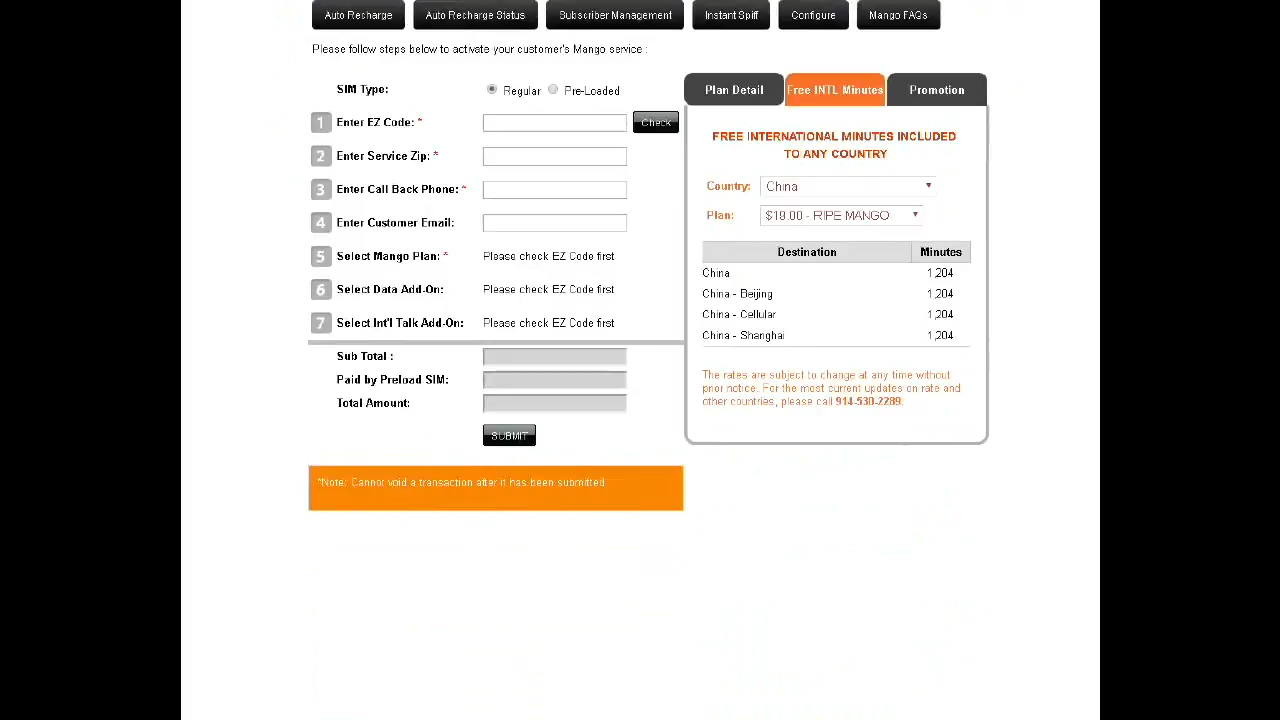 Auto Recharge Auto Recharge Status Subscriber Management Instant Spiff Configure Mango FAQs
Please follow steps below to activate your customer's Mango service :
SIM Type: Regular Pre-Loaded
1 Enter EZ Code: * Check
2 Enter Service Zip: *
3 Enter Call Back Phone: *
4 Enter Customer Email:
5 Select Mango Plan: * Please check EZ Code first
6 Select Data Add-On: Please check EZ Code first
7 Select Int'l Talk Add-On: Please check EZ Code first
Sub Total :
Paid by Preload SIM:
Total Amount:
SUBMIT
*Note: Cannot void a transaction after it has been submitted.
Plan Detail Free INTL Minutes Promotion
FREE INTERNATIONAL MINUTES INCLUDED
TO ANY COUNTRY
Country: China
Plan: $19.00 - RIPE MANGO
Destination Minutes
China 1,204
China - Beijing 1,204
China - Cellular 1,204
China - Shanghai 1,204
The rates are subject to change at any time without
prior notice. For the most current updates on rate and
other countries, please call 914-530-2289.